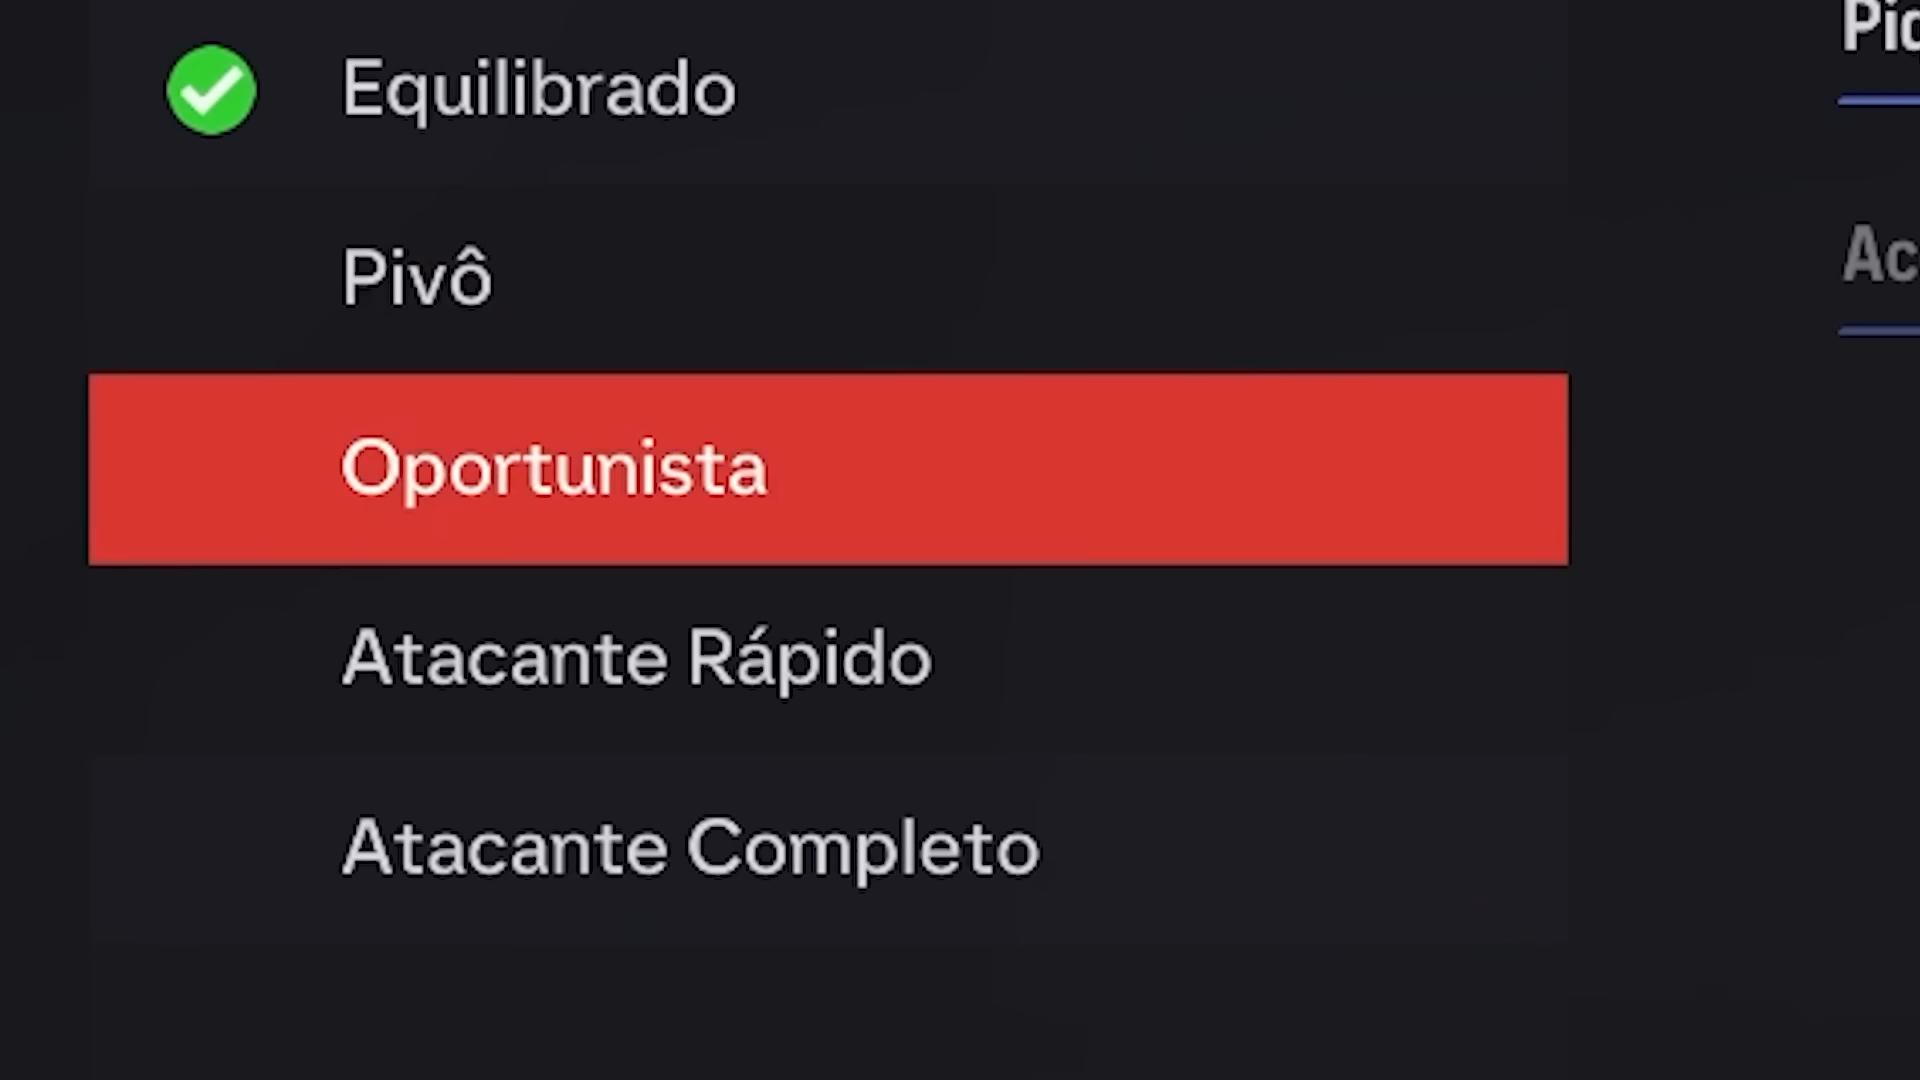 Equilibrado
Pivô
Oportunista
Atacante Rápido
Atacante Completo